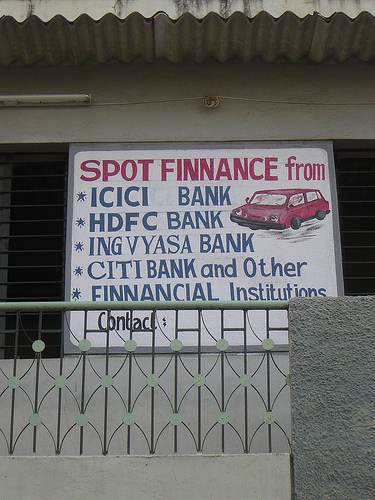 SPOT FINNANCE from
* ICICI BANK
* HDFC BANK
* ING VYASA BANK
* CITI BANK and Other
* FINNANCIAL Institutions
Contact :